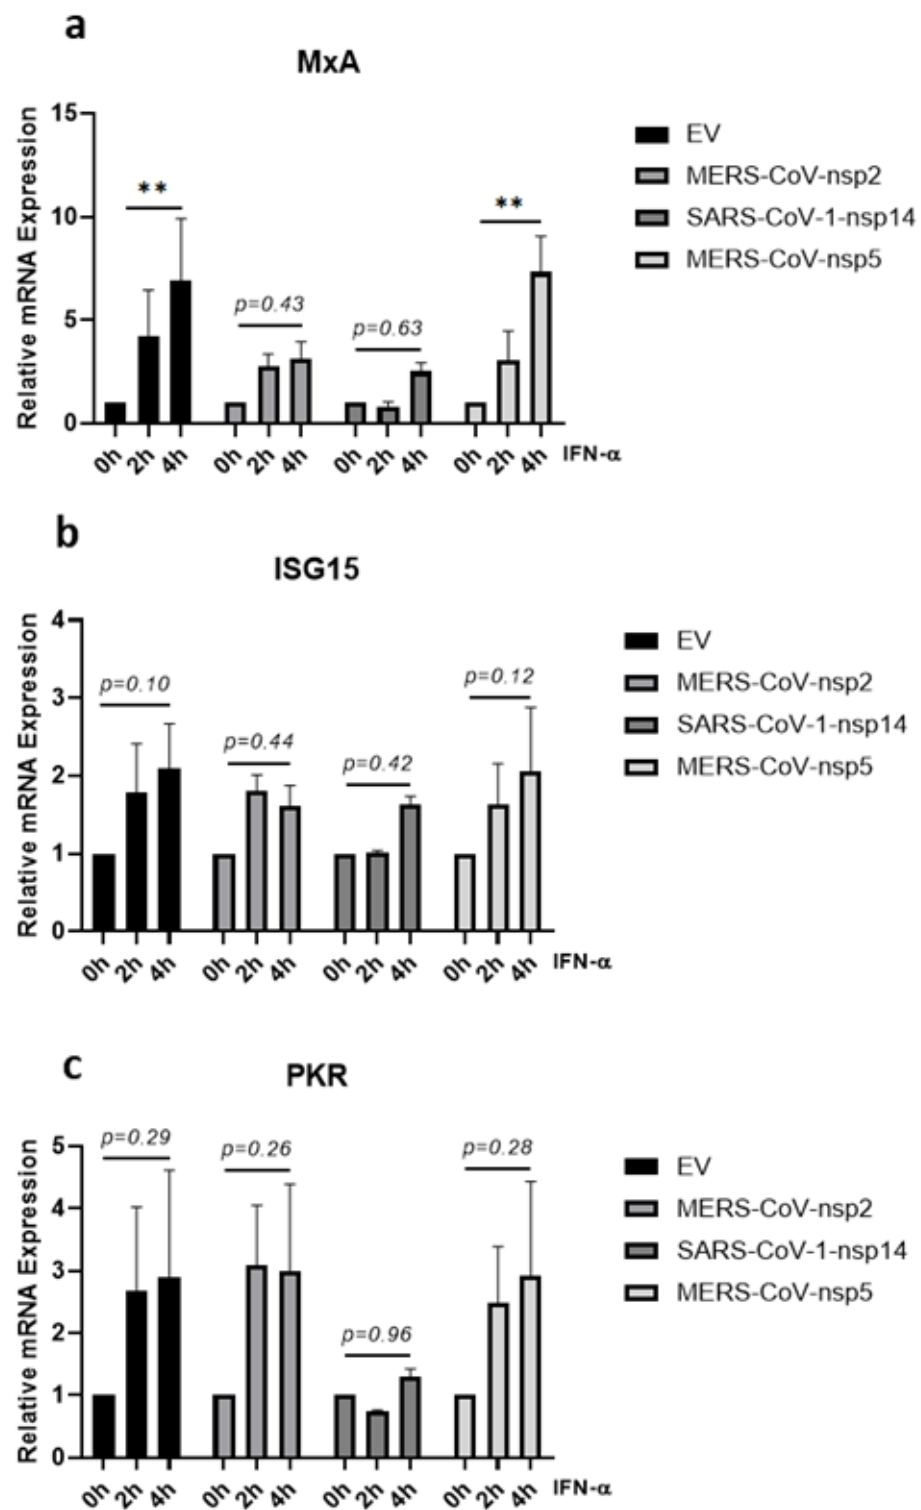 a
MxA
Relative mRNA Expression
15
10
5
0
**
p=0.43
p=0.63
**
0h 2h 4h 0h 2h 4h 0h 2h 4h 0h 2h 4h IFN-α
EV
MERS-CoV-nsp2
SARS-CoV-1-nsp14
MERS-CoV-nsp5
b
ISG15
Relative mRNA Expression
4
3
2
1
0
p=0.10
p=0.44
p=0.42
p=0.12
0h 2h 4h 0h 2h 4h 0h 2h 4h 0h 2h 4h IFN-α
EV
MERS-CoV-nsp2
SARS-CoV-1-nsp14
MERS-CoV-nsp5
c
PKR
Relative mRNA Expression
5
4
3
2
1
0
p=0.29
p=0.26
p=0.96
p=0.28
0h 2h 4h 0h 2h 4h 0h 2h 4h 0h 2h 4h IFN-α
EV
MERS-CoV-nsp2
SARS-CoV-1-nsp14
MERS-CoV-nsp5